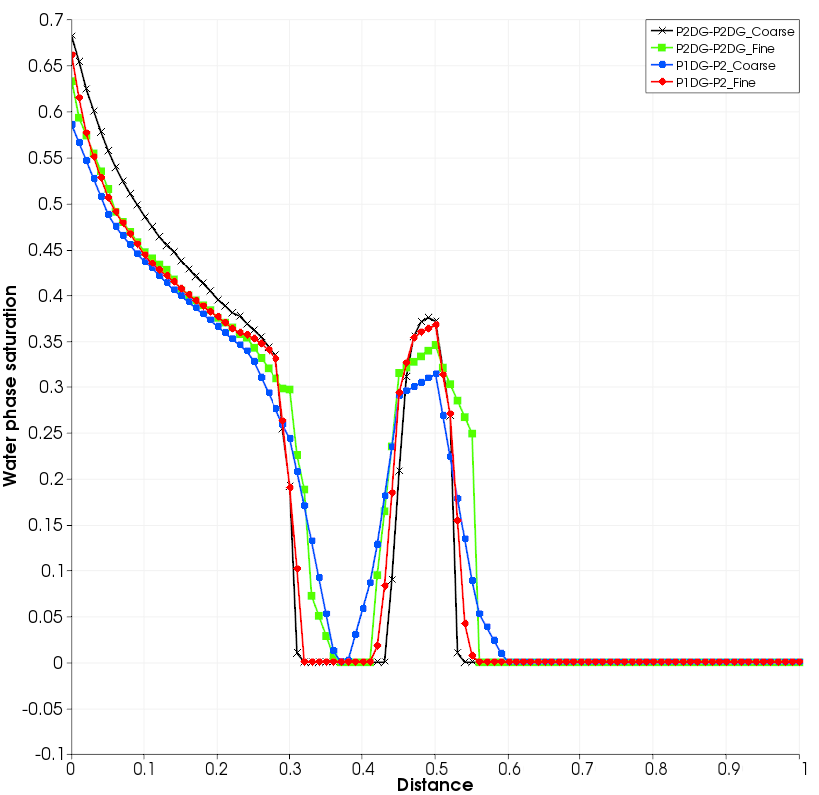 0.7
0.65
0.6
0.55
0.5
0.45
0.4
0.35
0.3
0.25
0.2
0.15
0.1
0.05
0
-0.05
-0.1
Water phase saturation
P2DG-P2DG_Coarse
P2DG-P2DG_Fine
P1DG-P2_Coarse
P1DG-P2_Fine
0 0.1 0.2 0.3 0.4 0.5 0.6 0.7 0.8 0.9 1
Distance